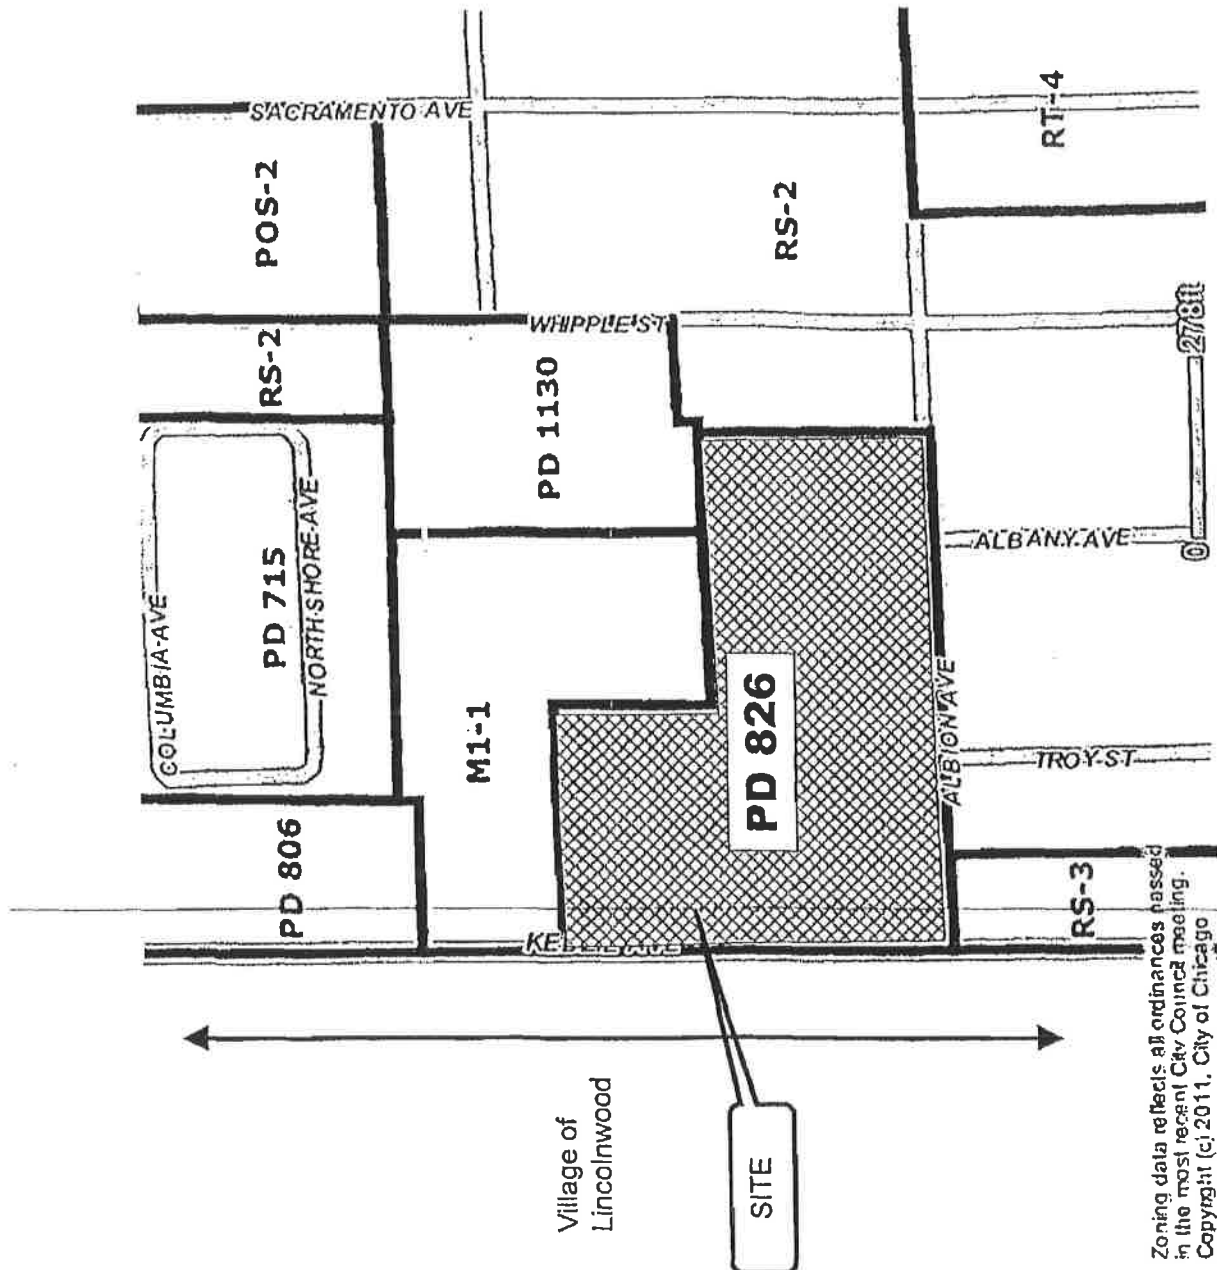 SACRAMENTO AVE
POS-2
RS-2
COLUMBIA-AVE
PD 715
NORTH-SHORE-AVE
PD 806
WHIPPLE-ST
PD 1130
M1-1
RS-2
RT-4
PD 826
ALBION AVE
ALBANY-AVE
TROY-ST
RS-3
AVE
0
278ft
Village of
Lincolnwood
SITE
Zoning data reflects all ordinances passed
in the most recent City Council meeting.
Copyright (c) 2011, City of Chicago